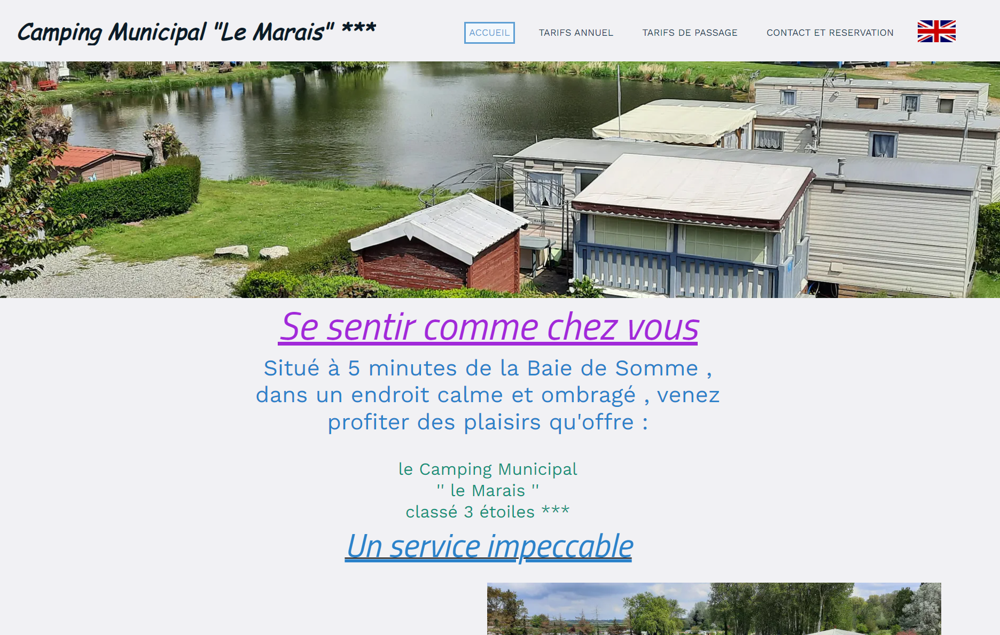 Camping Municipal "Le Marais" ***
ACCUEIL
TARIFS ANNUEL
TARIFS DE PASSAGE
CONTACT ET RESERVATION
Se sentir comme chez vous
Situé à 5 minutes de la Baie de Somme ,
dans un endroit calme et ombragé , venez
profiter des plaisirs qu'offre :
le Camping Municipal
'' le Marais ''
classé 3 étoiles ***
Un service impeccable